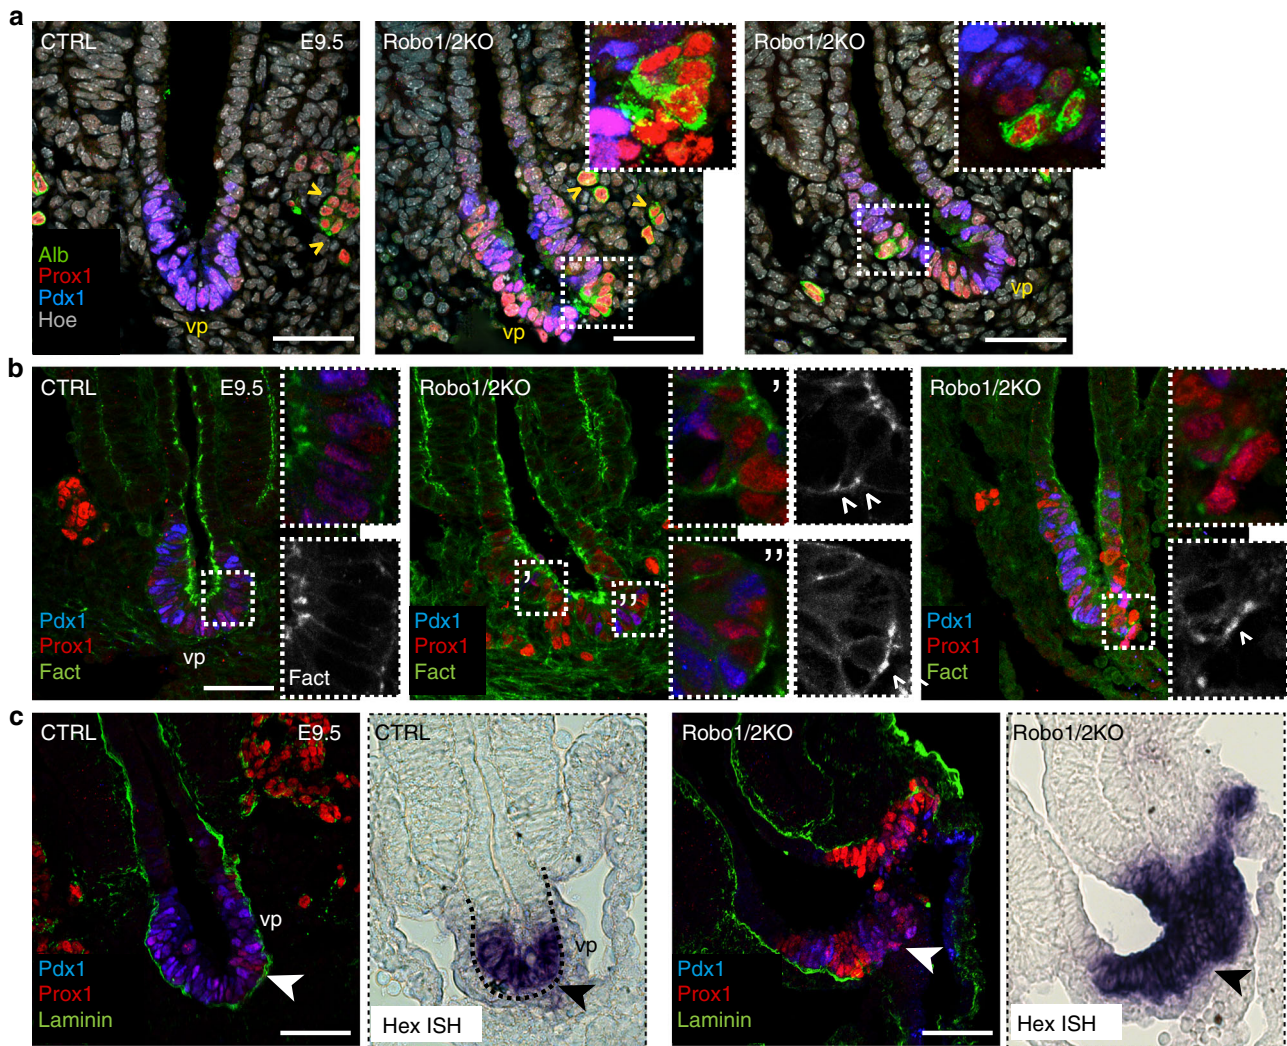 a
CTRL E9.5
Alb
Prox1
Pdx1
Hoe
vp
Robo1/2KO
vp
Robo1/2KO
vp
b
CTRL E9.5
Pdx1
Prox1
Fact
vp
Fact
Robo1/2KO
’
’’
’
’’
Pdx1
Prox1
Fact
Robo1/2KO
Pdx1
Prox1
Fact
c
CTRL E9.5
vp
Pdx1
Prox1
Laminin
CTRL
vp
Hex ISH
Robo1/2KO
Pdx1
Prox1
Laminin
Robo1/2KO
Hex ISH